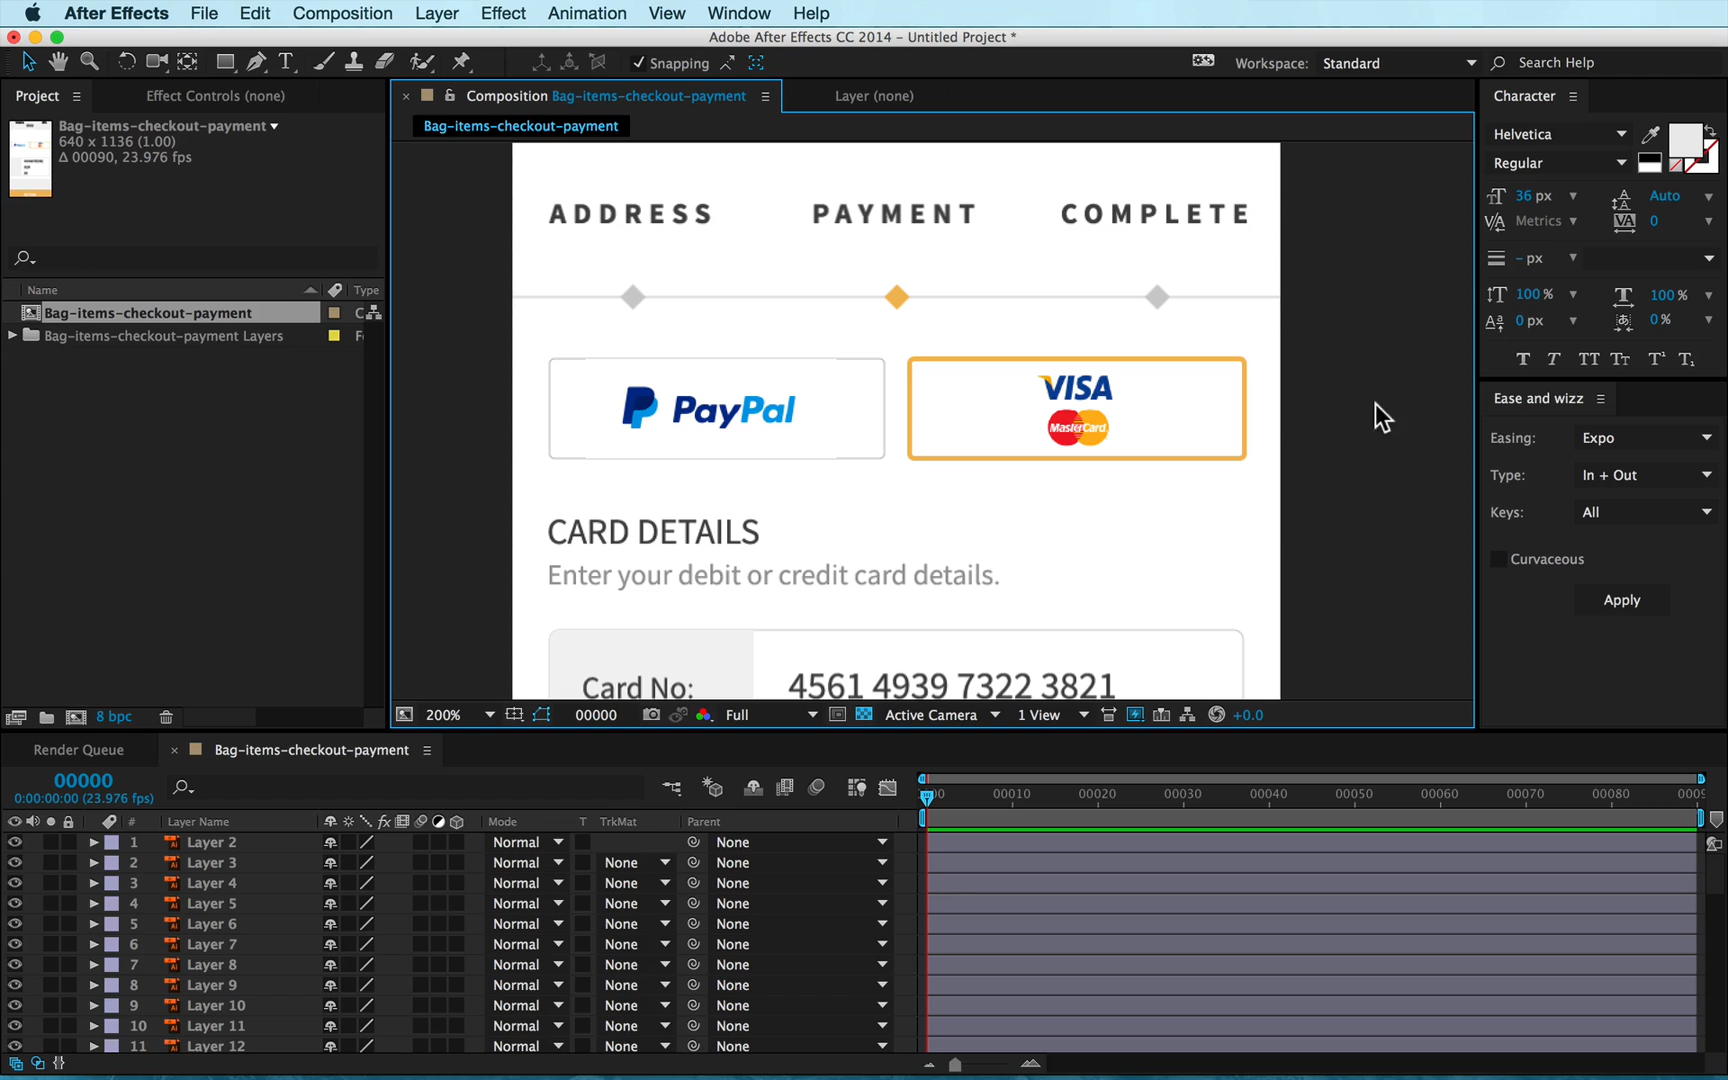 After Effects File Edit Composition Layer Effect Animation View Window Help
Adobe After Effects CC 2014 – Untitled Project *
Snapping Workspace: Standard Search Help
Project Effect Controls (none)
Bag-items-checkout-payment
640 x 1136 (1.00)
Δ 00090, 23.976 fps
Name Type
Bag-items-checkout-payment C
Bag-items-checkout-payment Layers F
8 bpc
Composition Bag-items-checkout-payment Layer (none)
Bag-items-checkout-payment
ADDRESS PAYMENT COMPLETE
PayPal VISA
MasterCard
CARD DETAILS
Enter your debit or credit card details.
Card No: 4561 4939 7322 3821
200% 00000 Full Active Camera 1 View +0.0
Character
Helvetica
Regular
36 px Auto
Metrics 0
– px
100 % 100 %
0 px 0 %
T T TT Tt T¹ T₁
Ease and wizz
Easing: Expo
Type: In + Out
Keys: All
Curvaceous
Apply
Render Queue Bag-items-checkout-payment
00000
0:00:00:00 (23.976 fps)
00010 00020 00030 00040 00050 00060 00070 00080
# Layer Name fx Mode T TrkMat Parent
1 Layer 2 Normal None
2 Layer 3 Normal None None
3 Layer 4 Normal None None
4 Layer 5 Normal None None
5 Layer 6 Normal None None
6 Layer 7 Normal None None
7 Layer 8 Normal None None
8 Layer 9 Normal None None
9 Layer 10 Normal None None
10 Layer 11 Normal None None
11 Layer 12 Normal None None